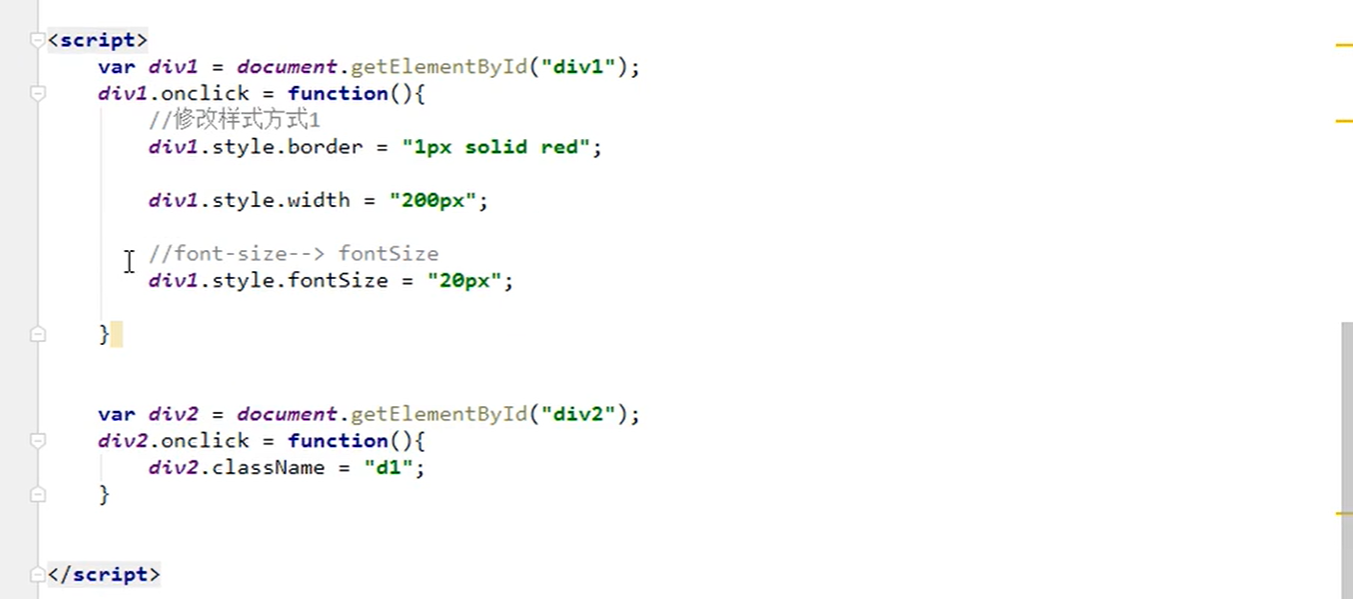 <script>
var div1 = document.getElementById("div1");
div1.onclick = function(){
//修改样式方式1
div1.style.border = "1px solid red";
div1.style.width = "200px";
//font-size--> fontSize
div1.style.fontSize = "20px";
}
var div2 = document.getElementById("div2");
div2.onclick = function(){
div2.className = "d1";
}
</script>